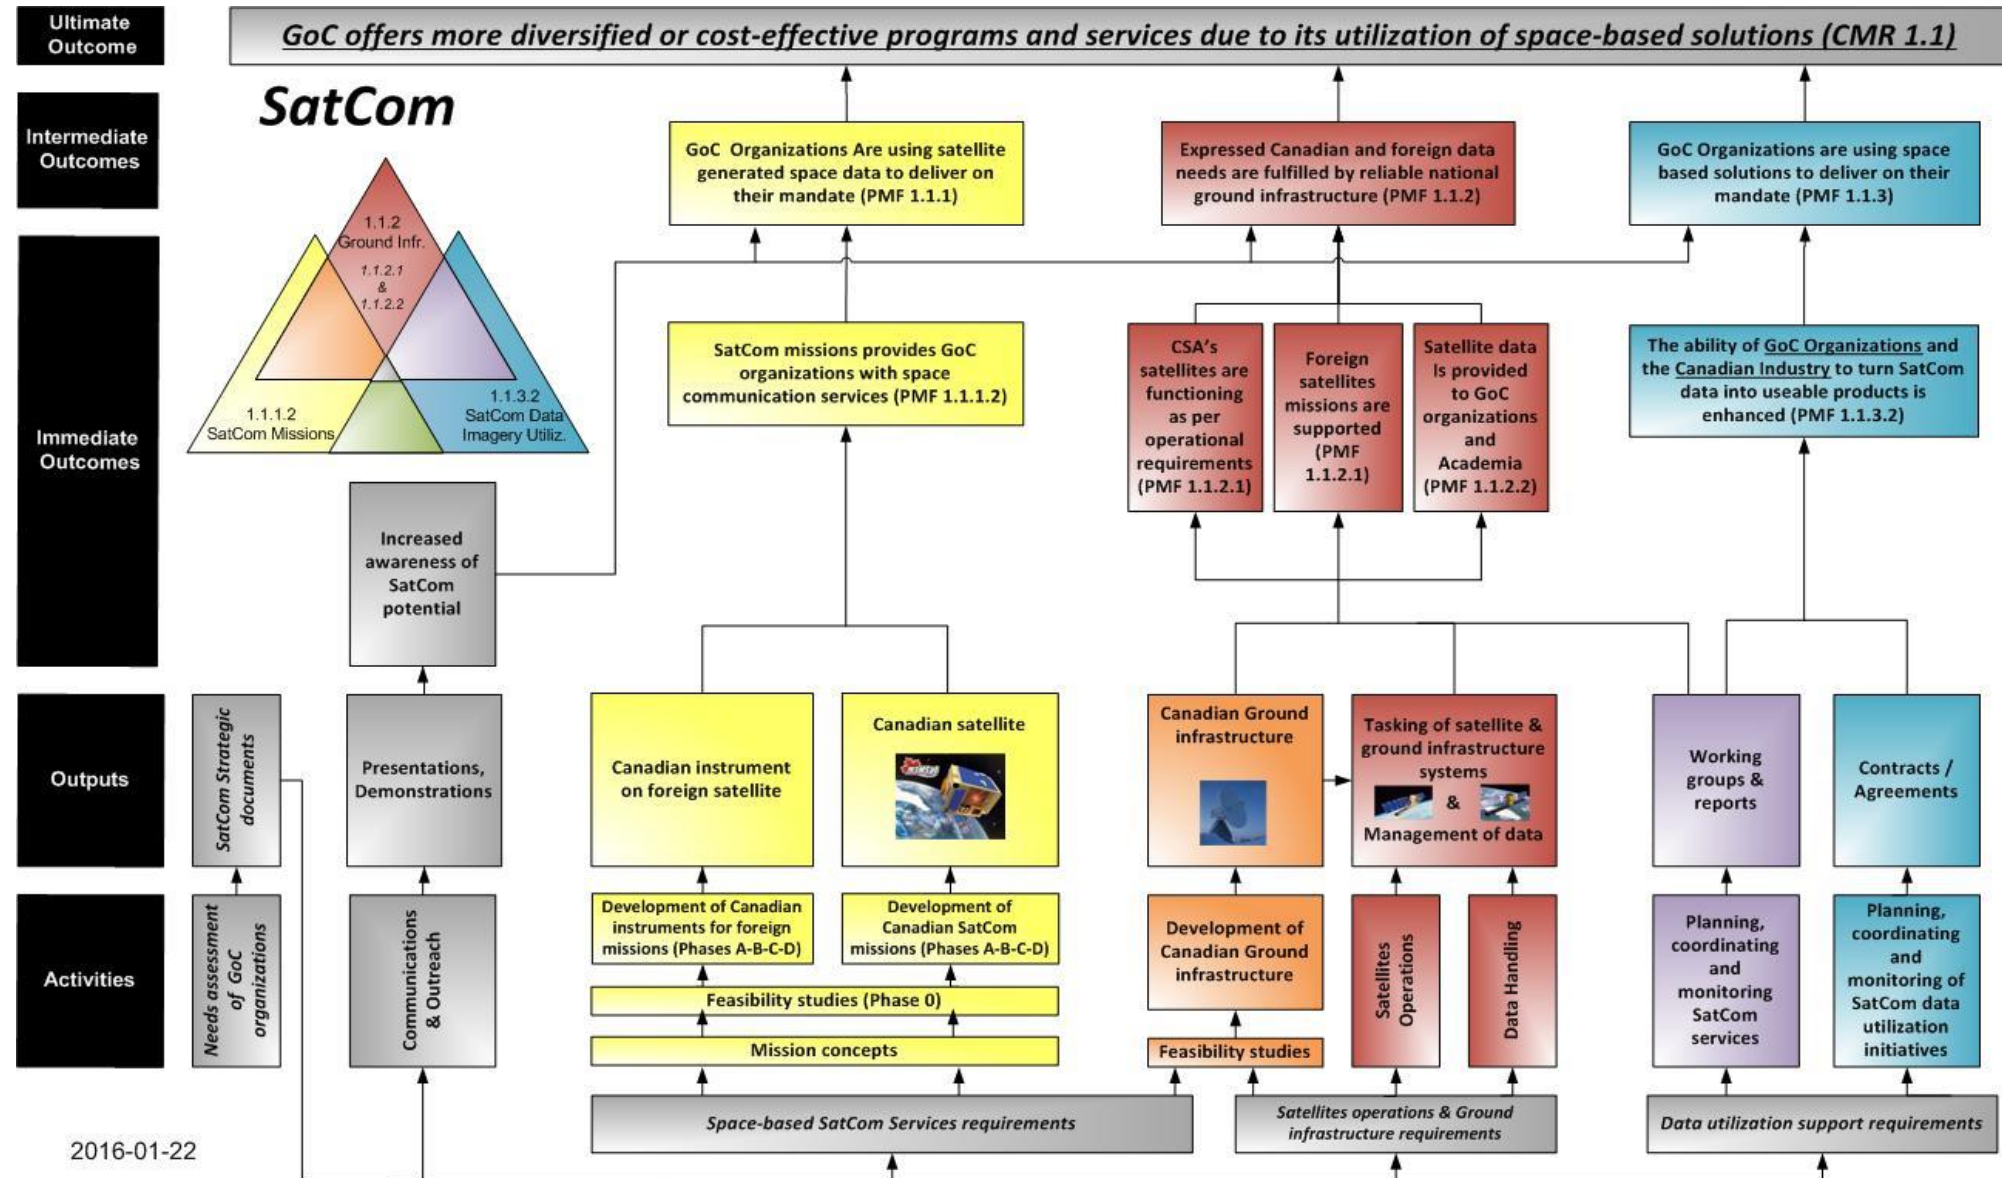 Ultimate
Outcome
GoC offers more diversified or cost-effective programs and services due to its utilization of space-based solutions (CMR 1.1)
SatCom
Intermediate
Outcomes
GoC Organizations Are using satellite
generated space data to deliver on
their mandate (PMF 1.1.1)
Expressed Canadian and foreign data
needs are fulfilled by reliable national
ground infrastructure (PMF 1.1.2)
GoC Organizations are using space
based solutions to deliver on their
mandate (PMF 1.1.3)
1.1.2
Ground Infr.
1.1.2.1
&
1.1.2.2
1.1.1.2
SatCom Missions
1.1.3.2
SatCom Data
Imagery Utiliz.
Immediate
Outcomes
Increased
awareness of
SatCom
potential
SatCom missions provides GoC
organizations with space
communication services (PMF 1.1.1.2)
CSA's
satellites are
functioning
as per
operational
requirements
(PMF 1.1.2.1)
Foreign
satellites
missions are
supported
(PMF
1.1.2.1)
Satellite data
Is provided
to GoC
organizations
and
Academia
(PMF 1.1.2.2)
The ability of GoC Organizations and
the Canadian Industry to turn SatCom
data into useable products is
enhanced (PMF 1.1.3.2)
Outputs
SatCom Strategic
documents
Presentations,
Demonstrations
Canadian instrument
on foreign satellite
Canadian satellite
Canadian Ground
infrastructure
Tasking of satellite &
ground infrastructure
systems
&
Management of data
Working
groups &
reports
Contracts /
Agreements
Activities
Needs assessment
of GoC
organizations
Communications
& Outreach
Development of Canadian
instruments for foreign
missions (Phases A-B-C-D)
Development of
Canadian SatCom
missions (Phases A-B-C-D)
Feasibility studies (Phase 0)
Mission concepts
Development of
Canadian Ground
infrastructure
Feasibility studies
Satellites
Operations
Data Handling
Planning,
coordinating
and
monitoring
SatCom
services
Planning,
coordinating
and
monitoring of
SatCom data
utilization
initiatives
Space-based SatCom Services requirements
Satellites operations & Ground
infrastructure requirements
Data utilization support requirements
2016-01-22